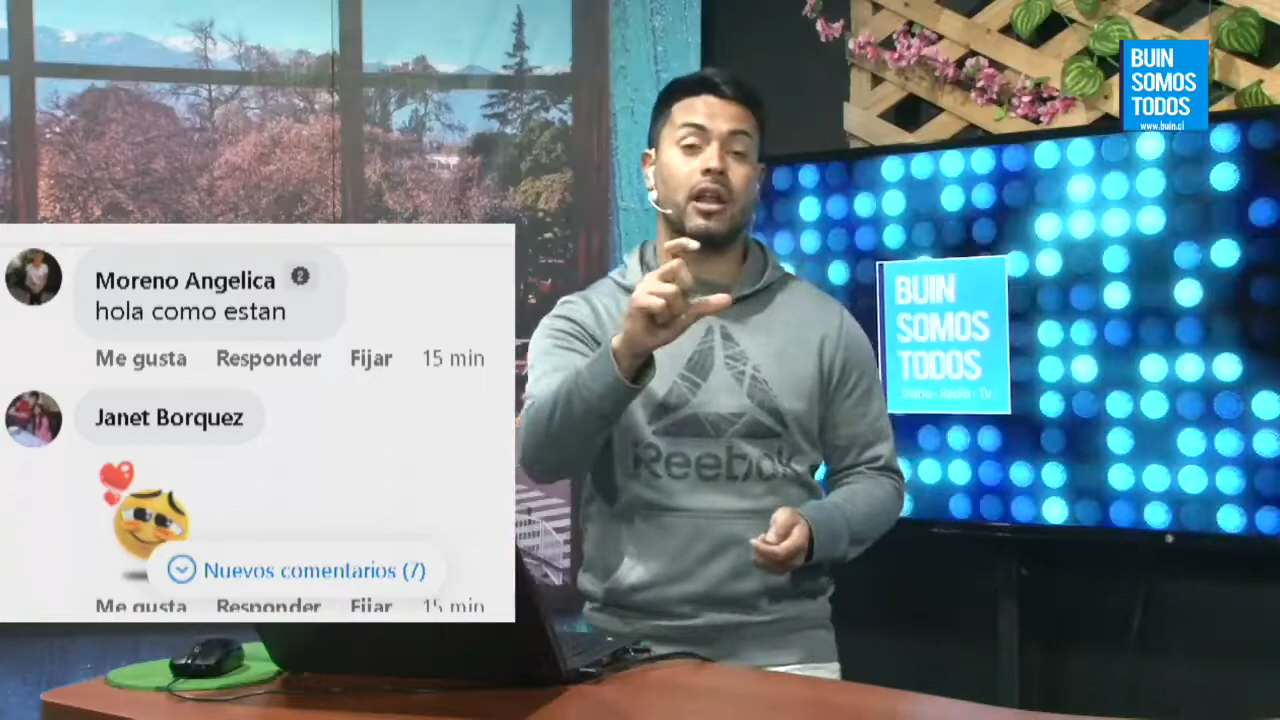 BUIN
SOMOS
TODOS
www.buin.cl
Moreno Angelica 2
hola como estan
Me gusta Responder Fijar 15 min
Janet Borquez
Nuevos comentarios (7)
Me gusta Responder Fijar 15 min
BUIN
SOMOS
TODOS
Radio - Tv
Reebok